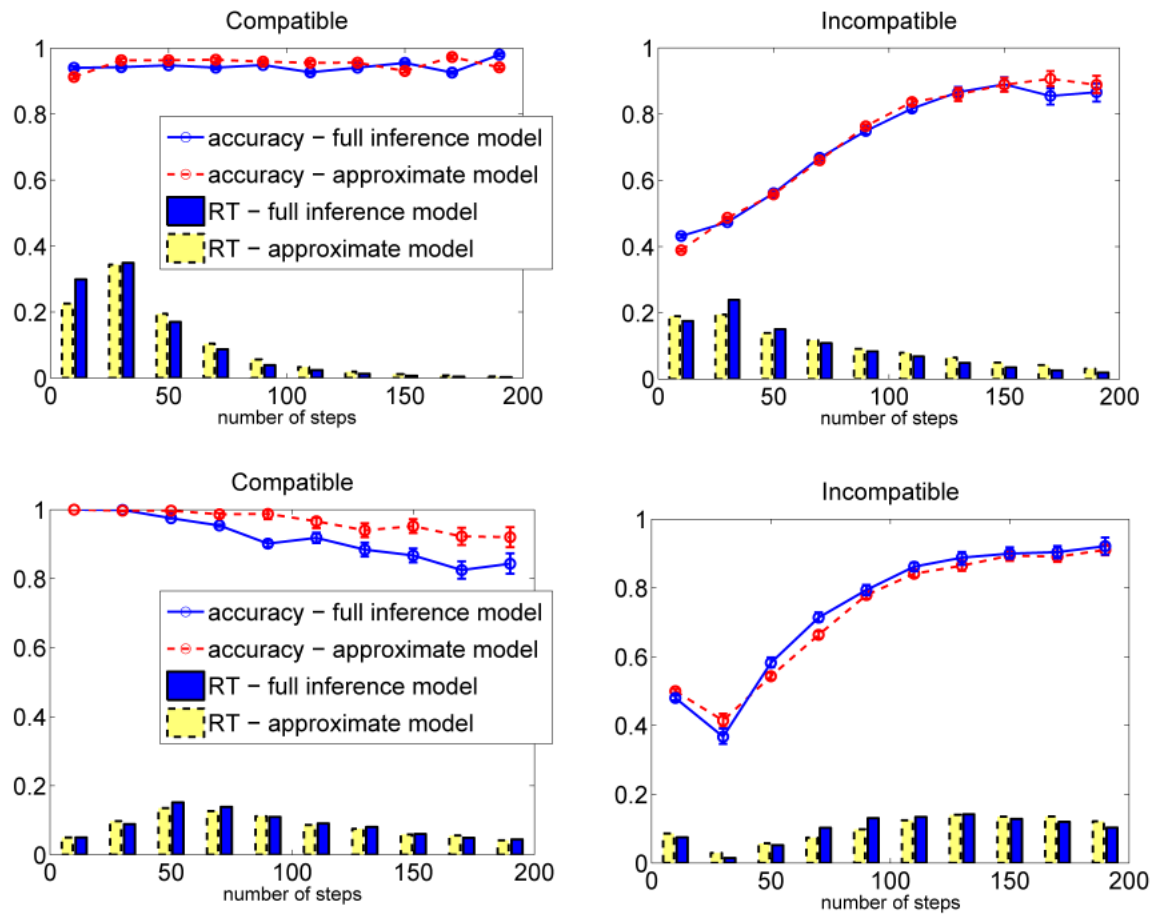 Compatible
1
0.8
0.6
0.4
0.2
0
0 50 100 150 200
number of steps
accuracy − full inference model
accuracy − approximate model
RT − full inference model
RT − approximate model
Incompatible
1
0.8
0.6
0.4
0.2
0
0 50 100 150 200
number of steps
Compatible
1
0.8
0.6
0.4
0.2
0
0 50 100 150 200
number of steps
accuracy − full inference model
accuracy − approximate model
RT − full inference model
RT − approximate model
Incompatible
1
0.8
0.6
0.4
0.2
0
0 50 100 150 200
number of steps